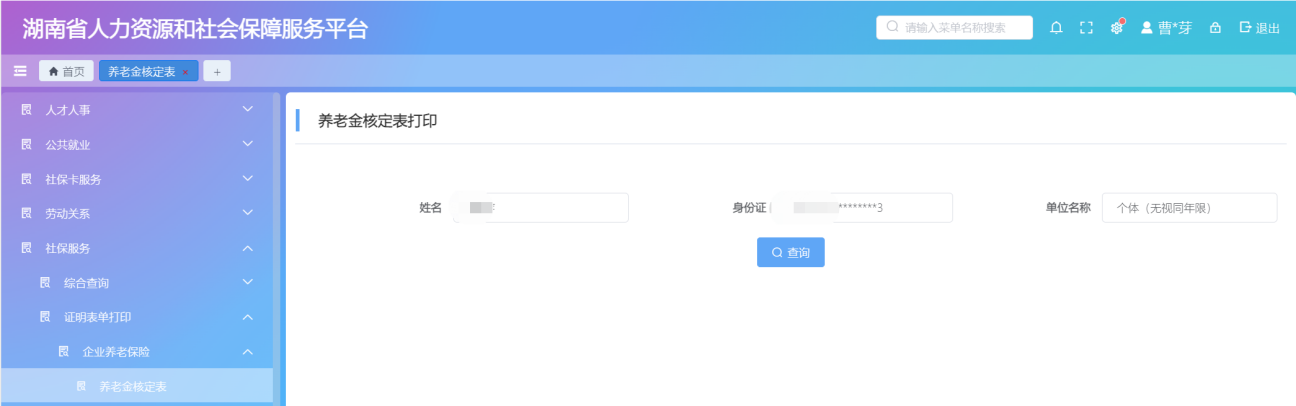 湖南省人力资源和社会保障服务平台
请输入菜单名称搜索
曹*芽
退出
首页
养老金核定表 ×
+
人才人事
公共就业
社保卡服务
劳动关系
社保服务
综合查询
证明表单打印
企业养老保险
养老金核定表
养老金核定表打印
姓名
身份证
********3
单位名称
个体（无视同年限）
查询